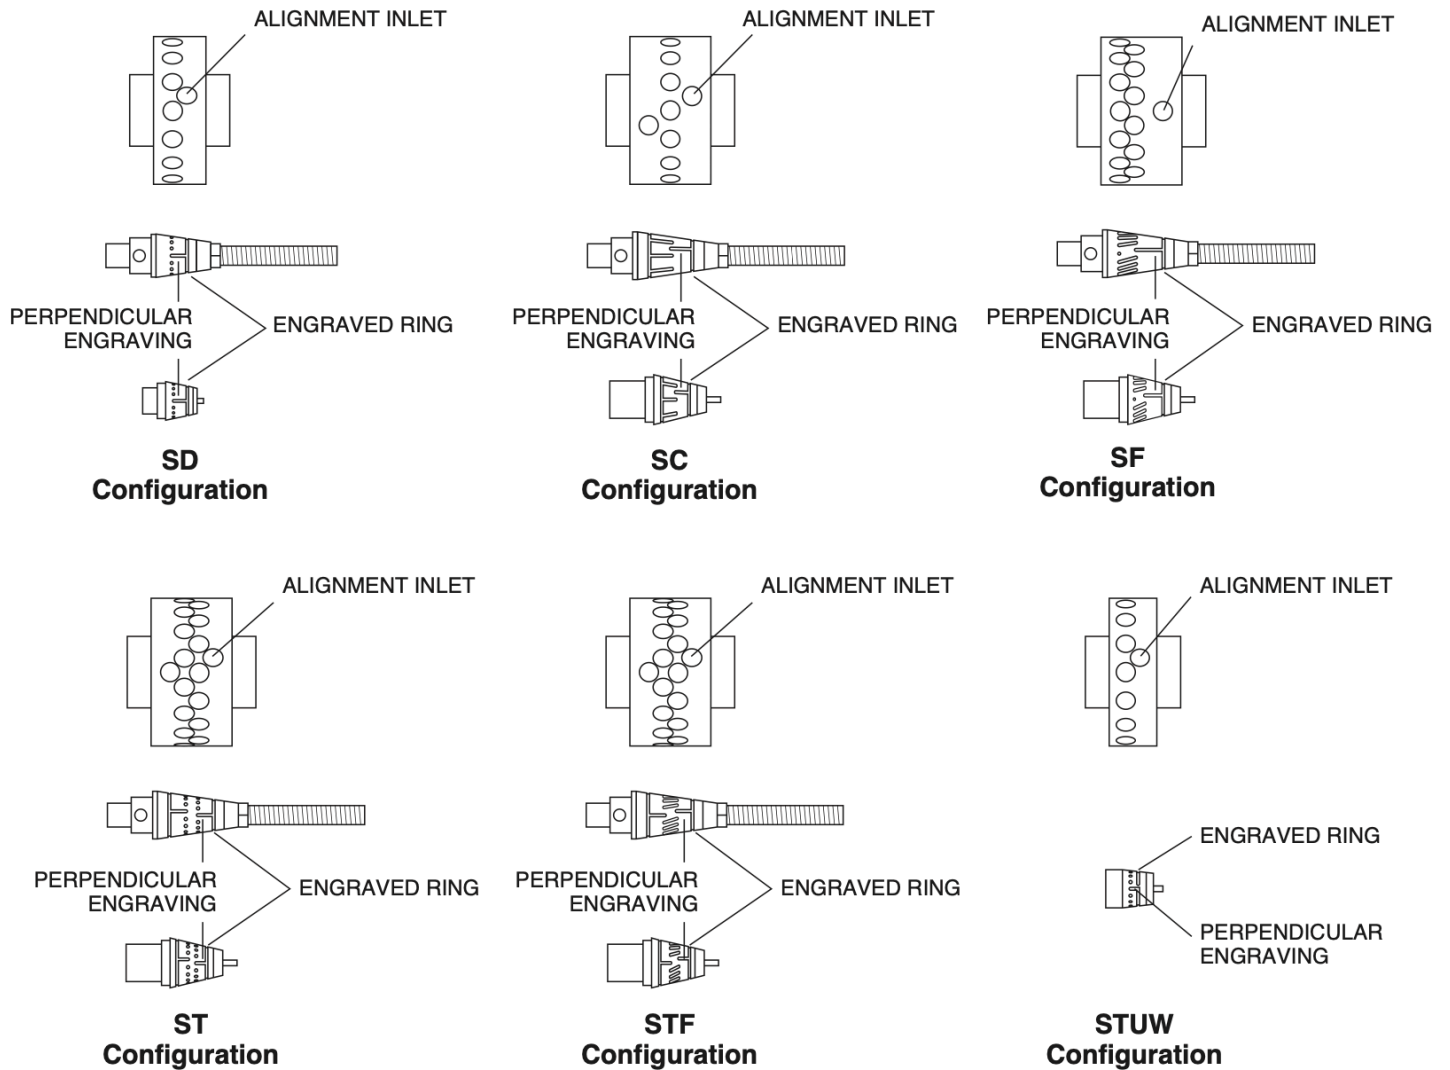 ALIGNMENT INLET
PERPENDICULAR
ENGRAVING
ENGRAVED RING
SD
Configuration
ALIGNMENT INLET
PERPENDICULAR
ENGRAVING
ENGRAVED RING
SC
Configuration
ALIGNMENT INLET
PERPENDICULAR
ENGRAVING
ENGRAVED RING
SF
Configuration
ALIGNMENT INLET
PERPENDICULAR
ENGRAVING
ENGRAVED RING
ST
Configuration
ALIGNMENT INLET
PERPENDICULAR
ENGRAVING
ENGRAVED RING
STF
Configuration
ALIGNMENT INLET
ENGRAVED RING
PERPENDICULAR
ENGRAVING
STUW
Configuration